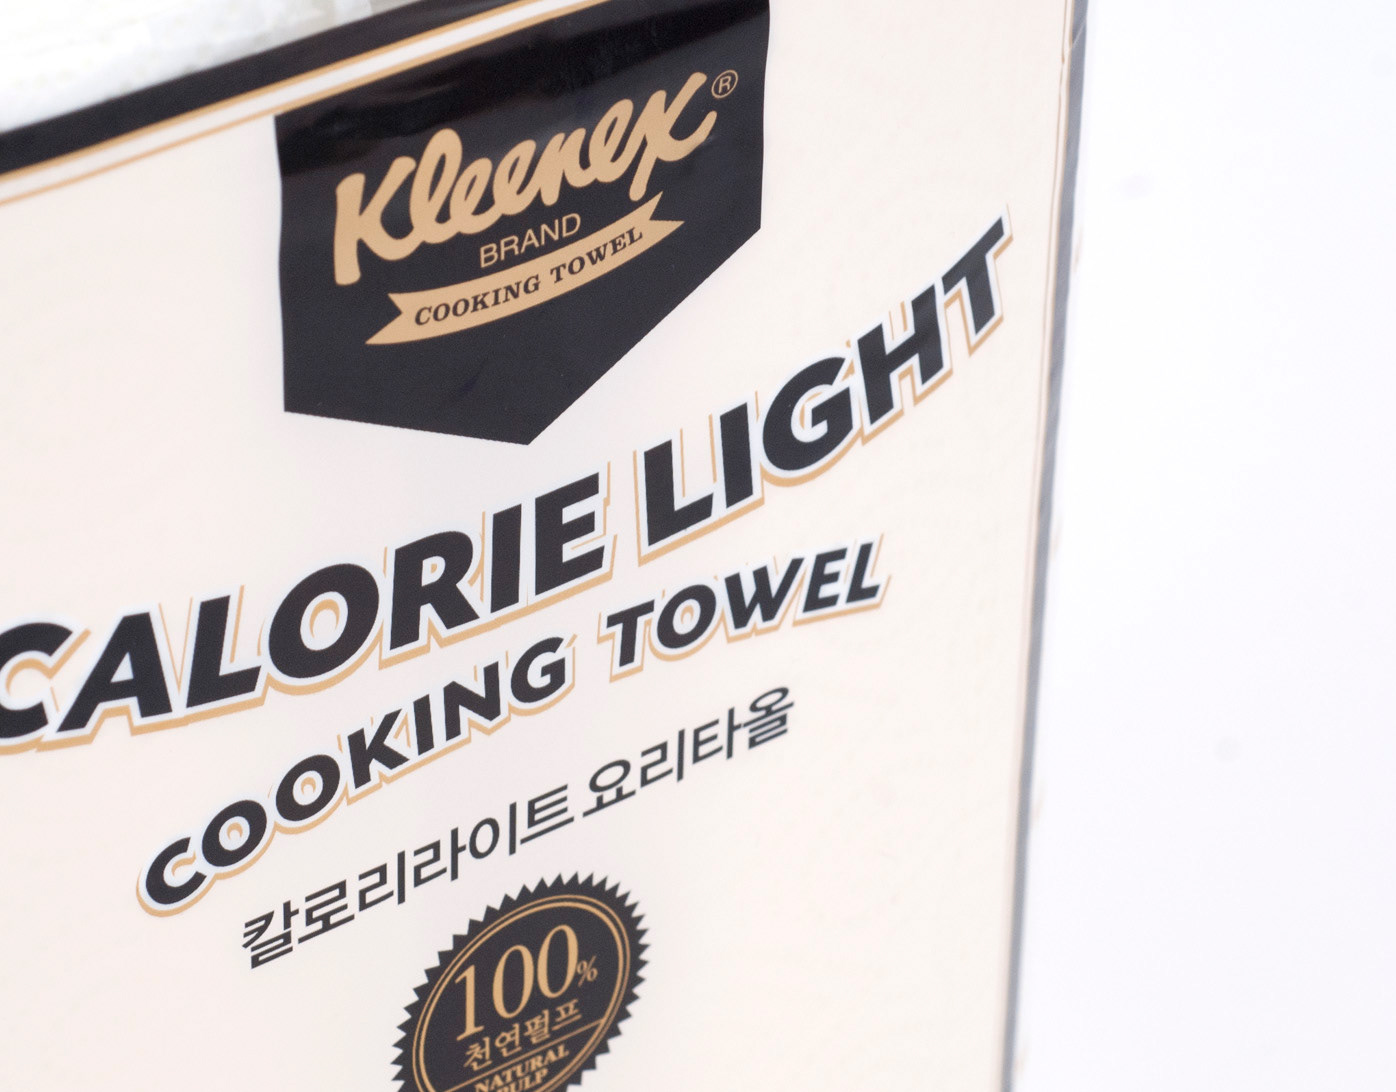 Kleenex®
BRAND
COOKING TOWEL
CALORIE LIGHT
COOKING TOWEL
칼로리라이트 요리타올
100%
천연펄프
NATURAL
PULP